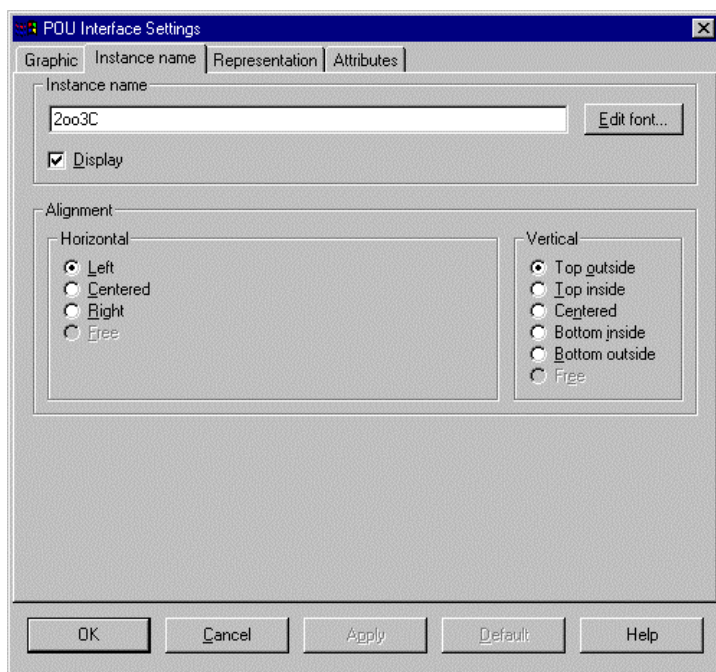 POU Interface Settings
Graphic Instance name Representation Attributes
Instance name
2oo3C Edit font...
Display
Alignment
Horizontal Vertical
Left Top outside
Centered Top inside
Right Centered
Free Bottom inside
Bottom outside
Free
OK Cancel Apply Default Help